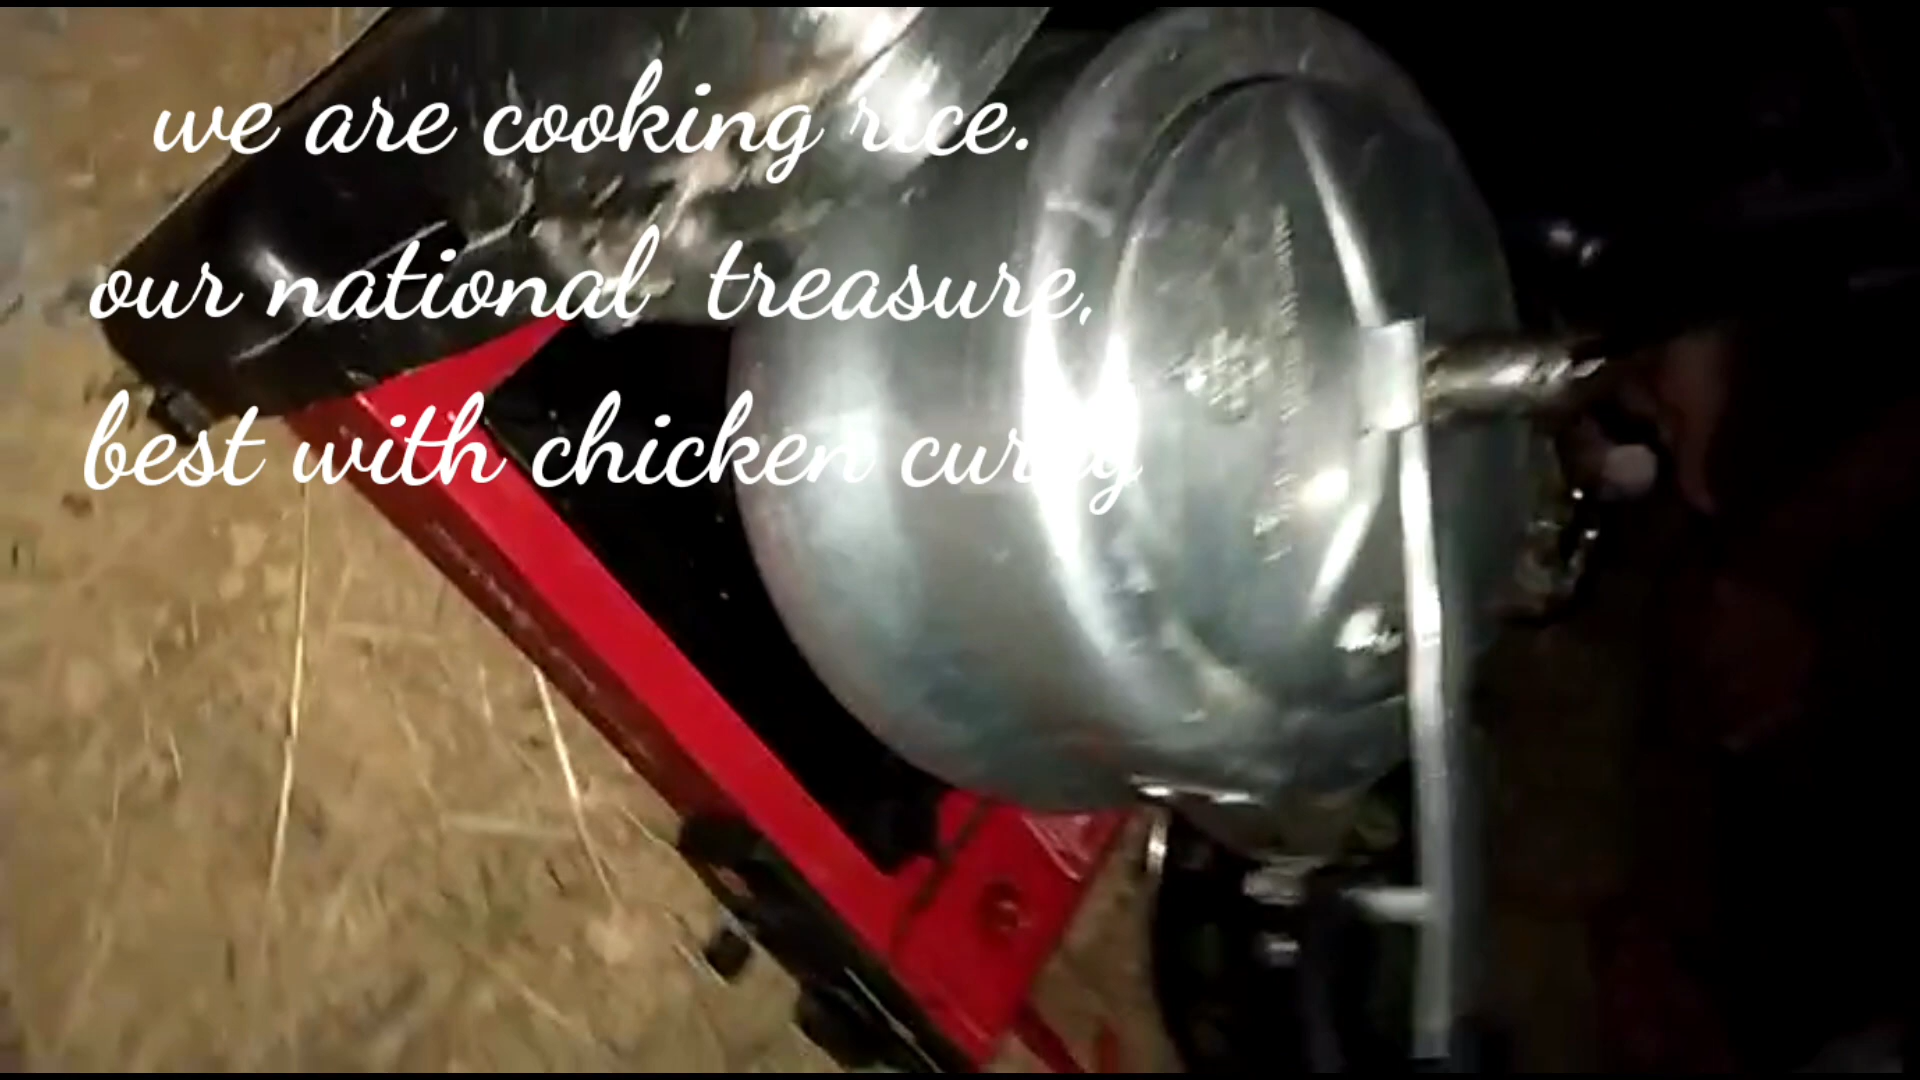 we are cooking rice.
our national treasure,
best with chicken curry